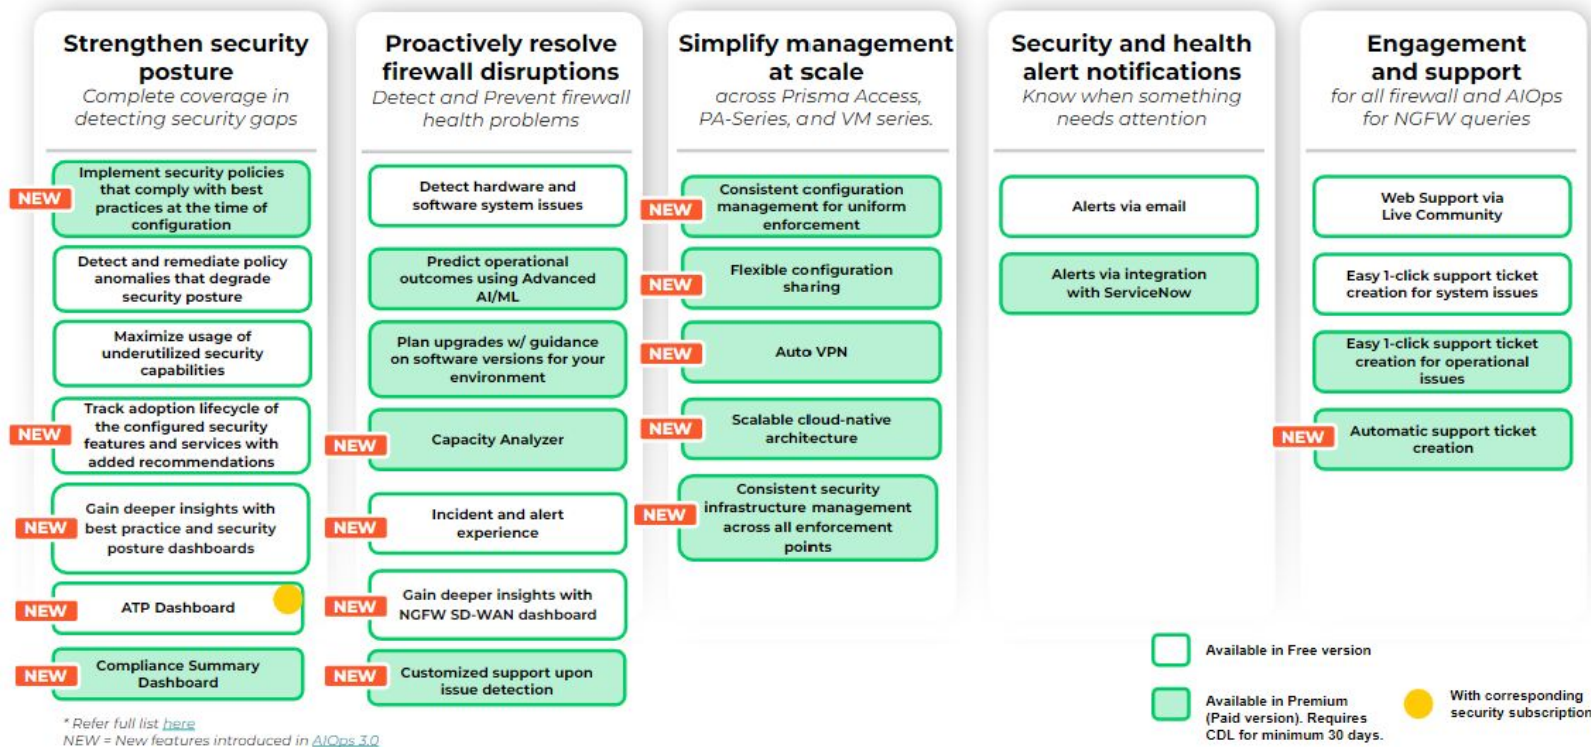 Strengthen security
posture
Complete coverage in
detecting security gaps
NEW
Implement security policies
that comply with best
practices at the time of
configuration
Detect and remediate policy
anomalies that degrade
security posture
Maximize usage of
underutilized security
capabilities
NEW
Track adoption lifecycle of
the configured security
features and services with
added recommendations
NEW
Gain deeper insights with
best practice and security
posture dashboards
NEW
ATP Dashboard
NEW
Compliance Summary
Dashboard
* Refer full list here
NEW = New features introduced in AIOps 3.0
Proactively resolve
firewall disruptions
Detect and Prevent firewall
health problems
Detect hardware and
software system issues
Predict operational
outcomes using Advanced
AI/ML
Plan upgrades w/ guidance
on software versions for your
environment
NEW
Capacity Analyzer
NEW
Incident and alert
experience
NEW
Gain deeper insights with
NGFW SD-WAN dashboard
NEW
Customized support upon
issue detection
Simplify management
at scale
across Prisma Access,
PA-Series, and VM series.
NEW
Consistent configuration
management for uniform
enforcement
NEW
Flexible configuration
sharing
NEW
Auto VPN
NEW
Scalable cloud-native
architecture
NEW
Consistent security
infrastructure management
across all enforcement
points
Security and health
alert notifications
Know when something
needs attention
Alerts via email
Alerts via integration
with ServiceNow
Engagement
and support
for all firewall and AIOps
for NGFW queries
Web Support via
Live Community
Easy 1-click support ticket
creation for system issues
Easy 1-click support ticket
creation for operational
issues
NEW
Automatic support ticket
creation
Available in Free version
Available in Premium
(Paid version). Requires
CDL for minimum 30 days.
With corresponding
security subscription